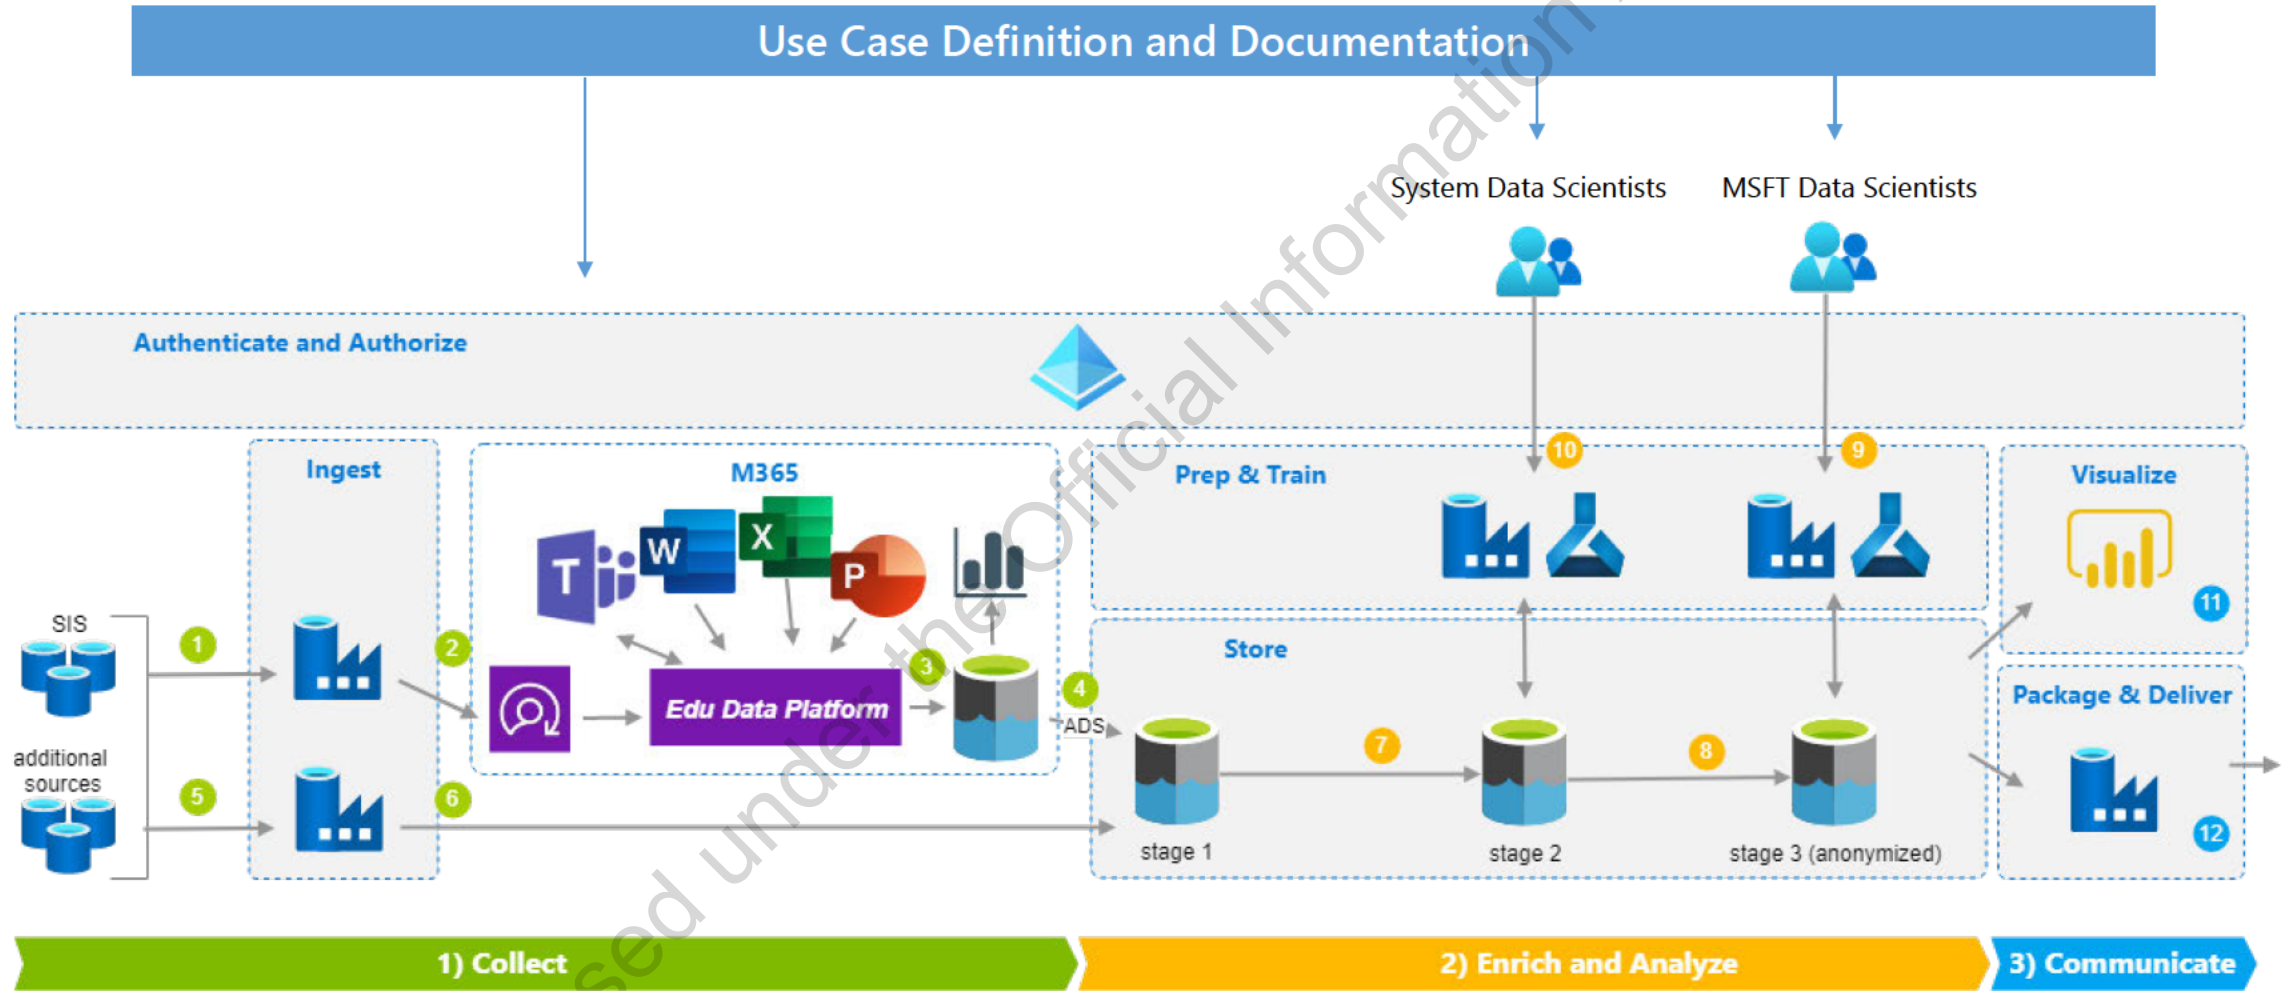 Use Case Definition and Documentation
System Data Scientists
MSFT Data Scientists
Authenticate and Authorize
Ingest
M365
Prep & Train
10
9
Visualize
T
W
X
P
11
SIS
1
2
Store
3
Edu Data Platform
4
ADS
Package & Deliver
additional
sources
5
6
7
8
12
stage 1
stage 2
stage 3 (anonymized)
1) Collect
2) Enrich and Analyze
3) Communicate
sed under the Official Information